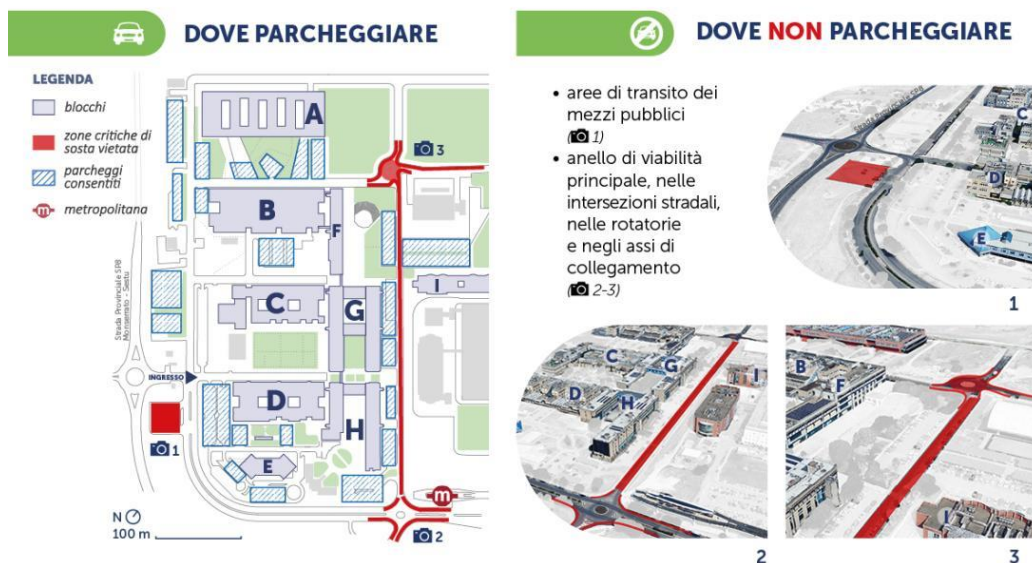 DOVE PARCHEGGIARE
LEGENDA
blocchi
zone critiche di
sosta vietata
parcheggi
consentiti
m
metropolitana
A
3
B
F
I
C
G
Strada Provinciale SP8
Monserrato - Sestu
INGRESSO
D
H
1
E
m
N
100 m
2
DOVE NON PARCHEGGIARE
• aree di transito dei
mezzi pubblici
(1)
• anello di viabilità
principale, nelle
intersezioni stradali,
nelle rotatorie
e negli assi di
collegamento
(2-3)
C
D
E
1
C
G
D
H
I
2
B
F
I
3